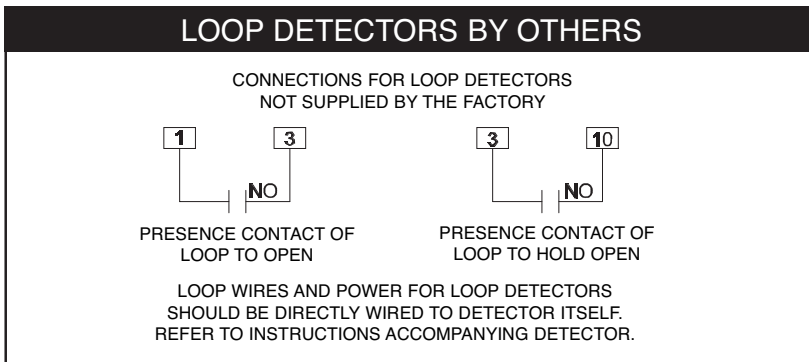 LOOP DETECTORS BY OTHERS
CONNECTIONS FOR LOOP DETECTORS
NOT SUPPLIED BY THE FACTORY
1 3 3 10
NO NO
PRESENCE CONTACT OF
LOOP TO OPEN
PRESENCE CONTACT OF
LOOP TO HOLD OPEN
LOOP WIRES AND POWER FOR LOOP DETECTORS
SHOULD BE DIRECTLY WIRED TO DETECTOR ITSELF.
REFER TO INSTRUCTIONS ACCOMPANYING DETECTOR.